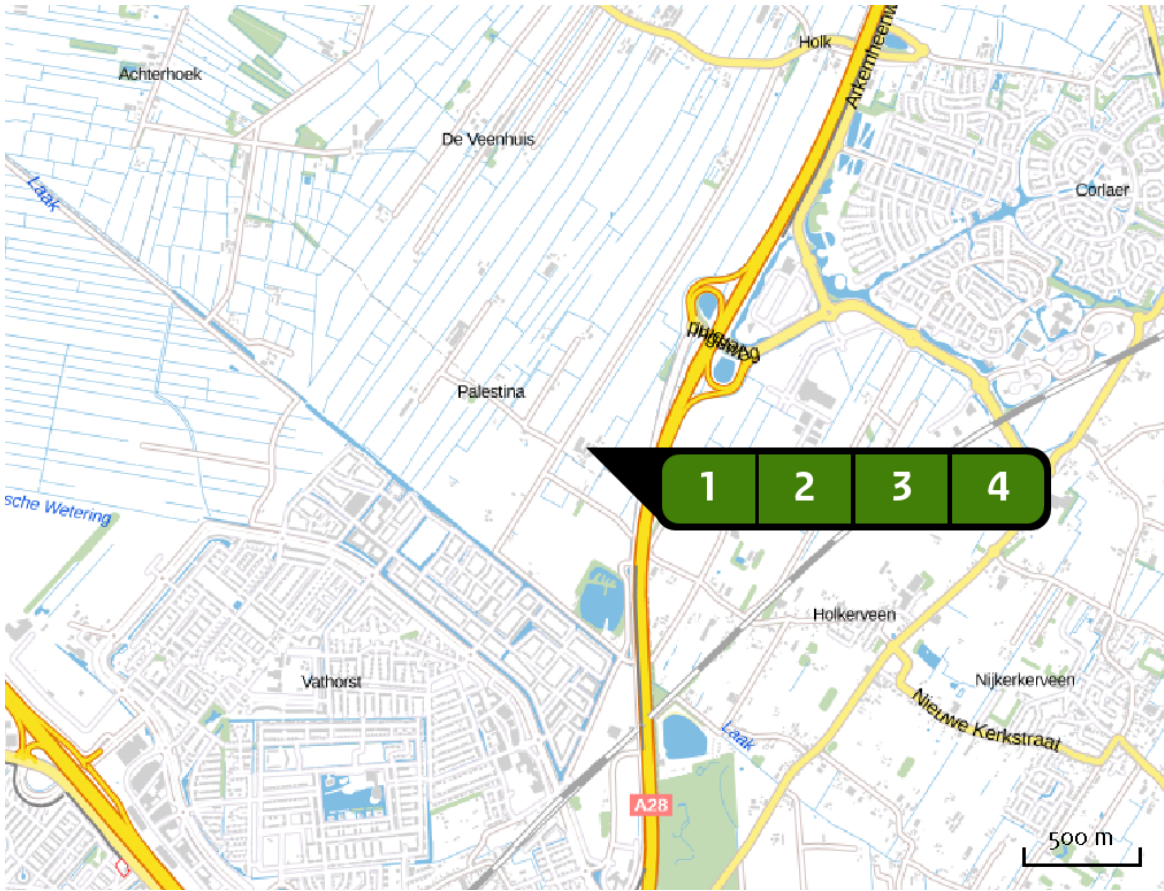 Holk
Arkemheenw
Achterhoek
De Veenhuis
Laak
Corlaer
Palestina
1 2 3 4
sche Wetering
Holkerveen
Vathorst
Nijkerkerveen
Nieuwe Kerkstraat
Laak
A28
500 m